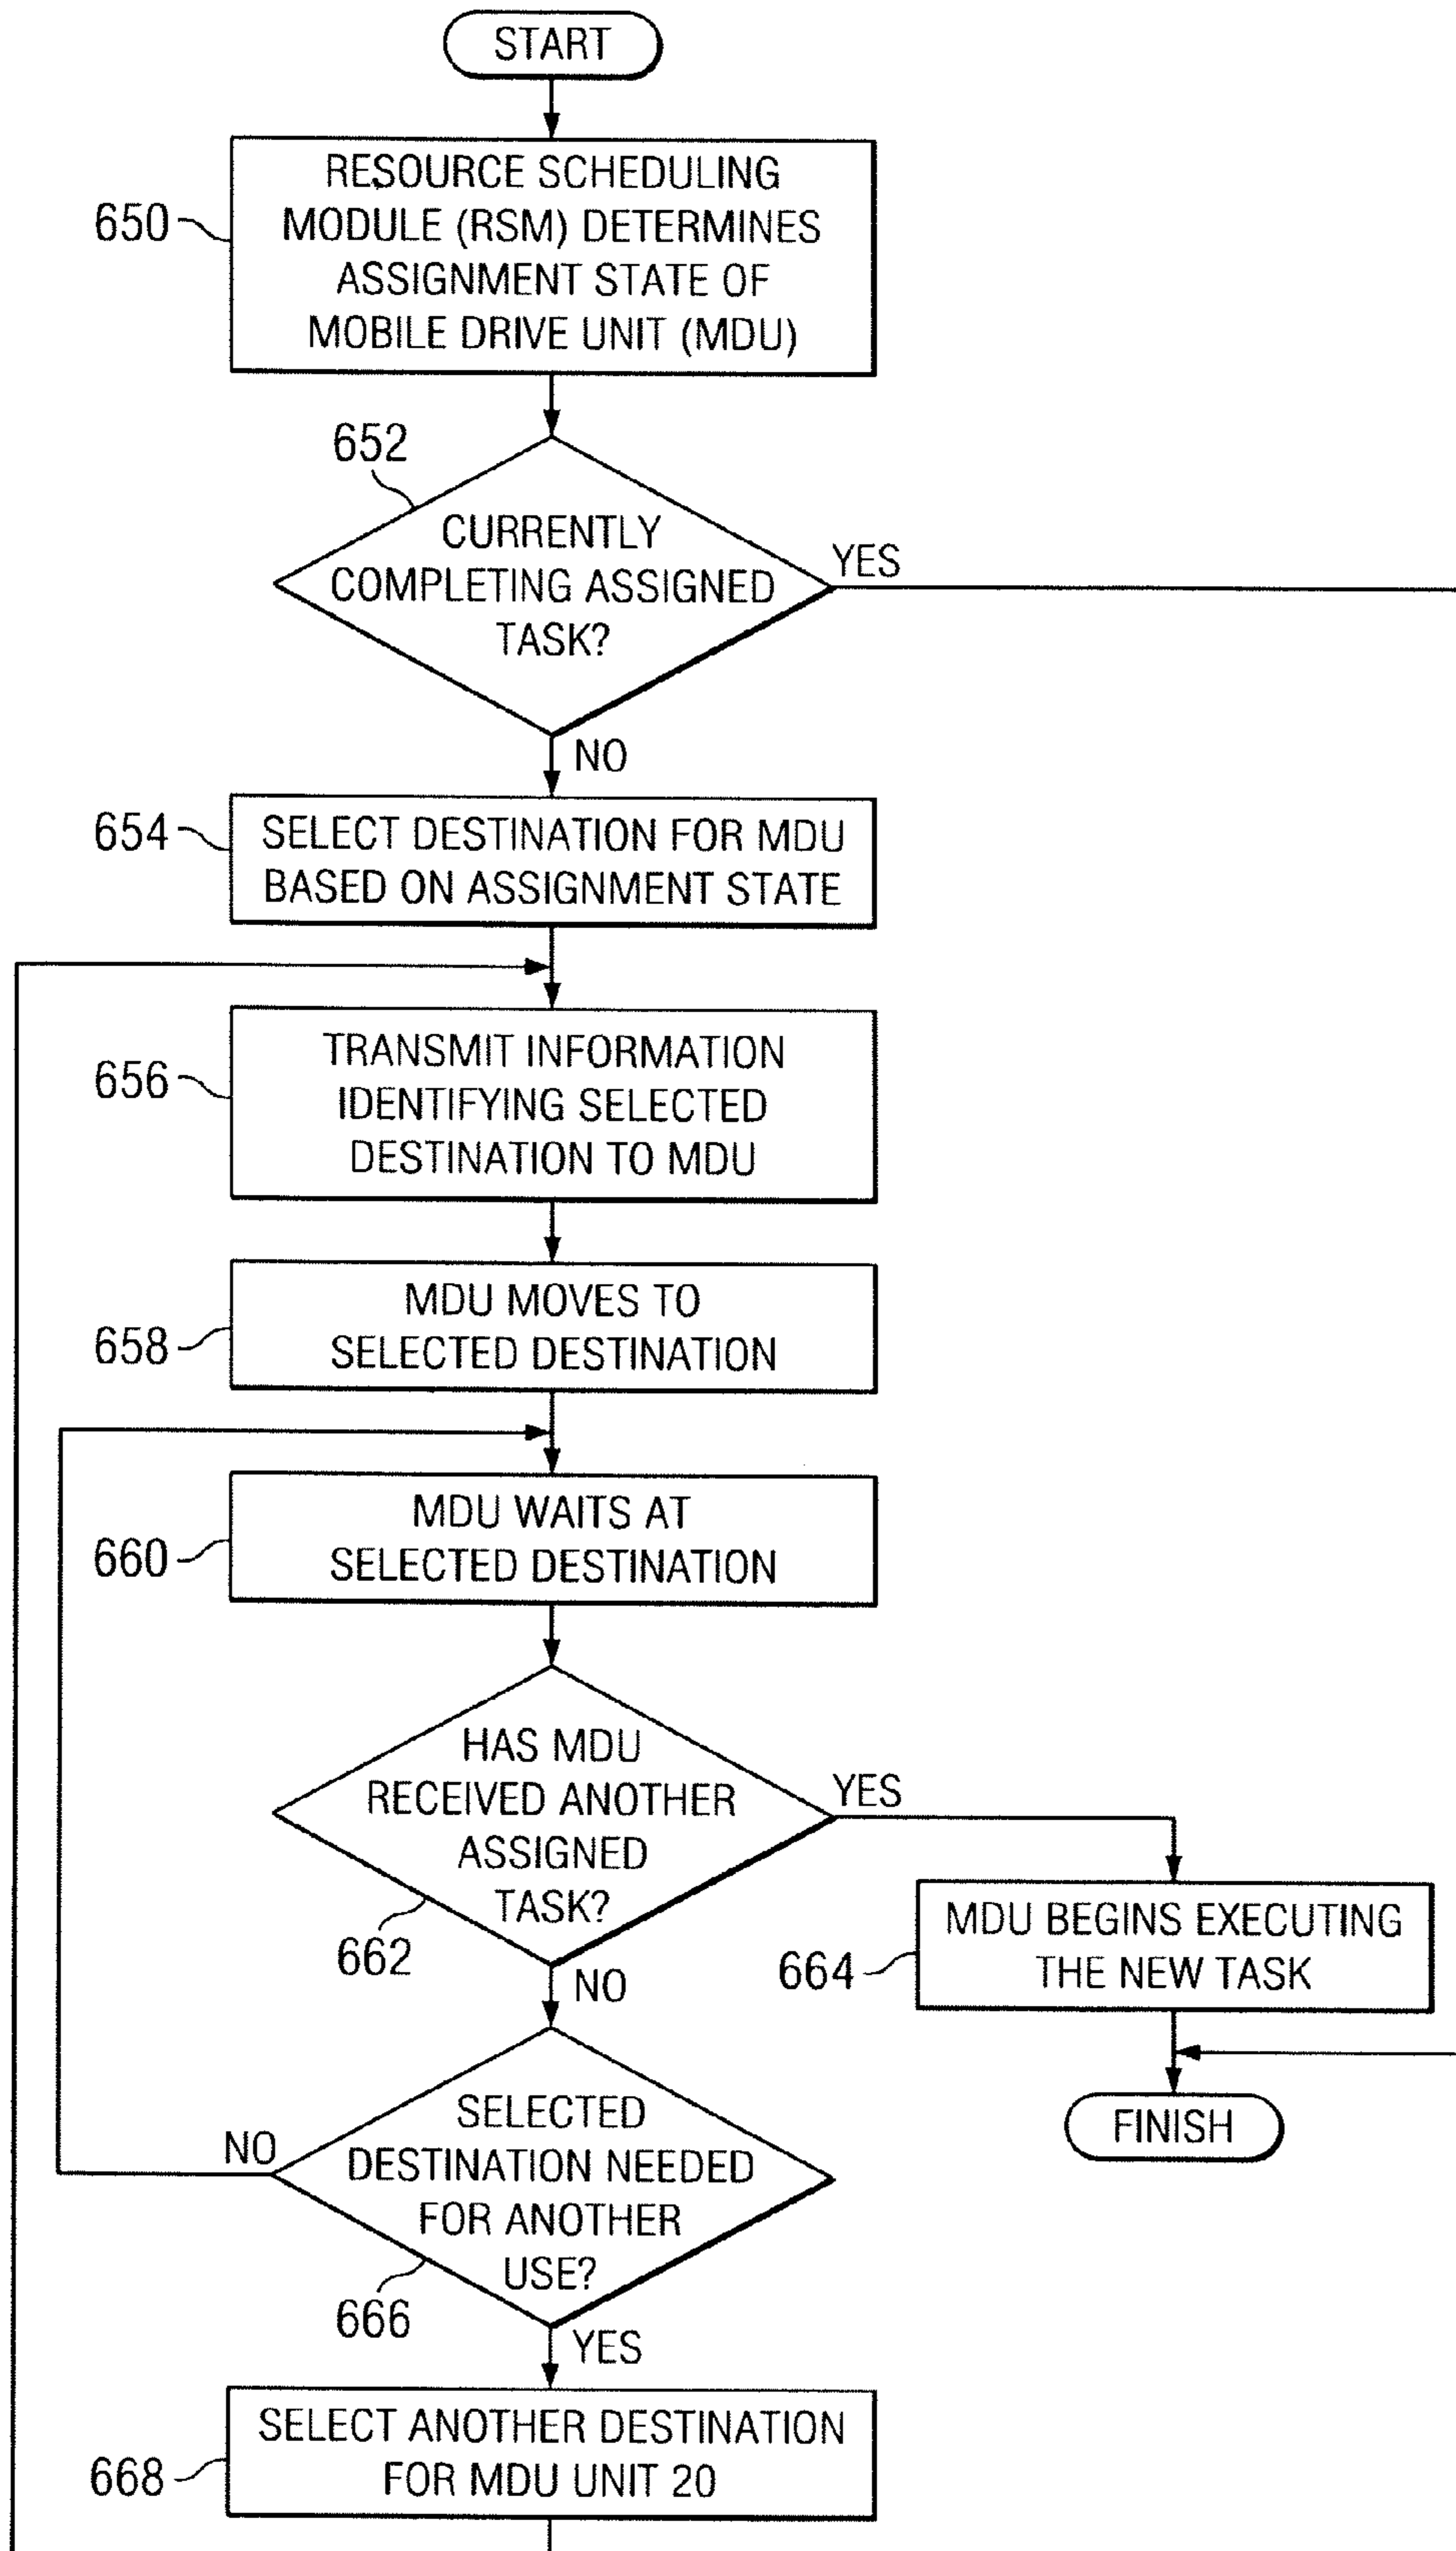 START
RESOURCE SCHEDULING
MODULE (RSM) DETERMINES
ASSIGNMENT STATE OF
MOBILE DRIVE UNIT (MDU)
650
652
CURRENTLY
COMPLETING ASSIGNED
TASK?
YES
NO
654
SELECT DESTINATION FOR MDU
BASED ON ASSIGNMENT STATE
656
TRANSMIT INFORMATION
IDENTIFYING SELECTED
DESTINATION TO MDU
658
MDU MOVES TO
SELECTED DESTINATION
660
MDU WAITS AT
SELECTED DESTINATION
HAS MDU
RECEIVED ANOTHER
ASSIGNED
TASK?
662
YES
NO
664
MDU BEGINS EXECUTING
THE NEW TASK
FINISH
SELECTED
DESTINATION NEEDED
FOR ANOTHER
USE?
666
NO
YES
668
SELECT ANOTHER DESTINATION
FOR MDU UNIT 20